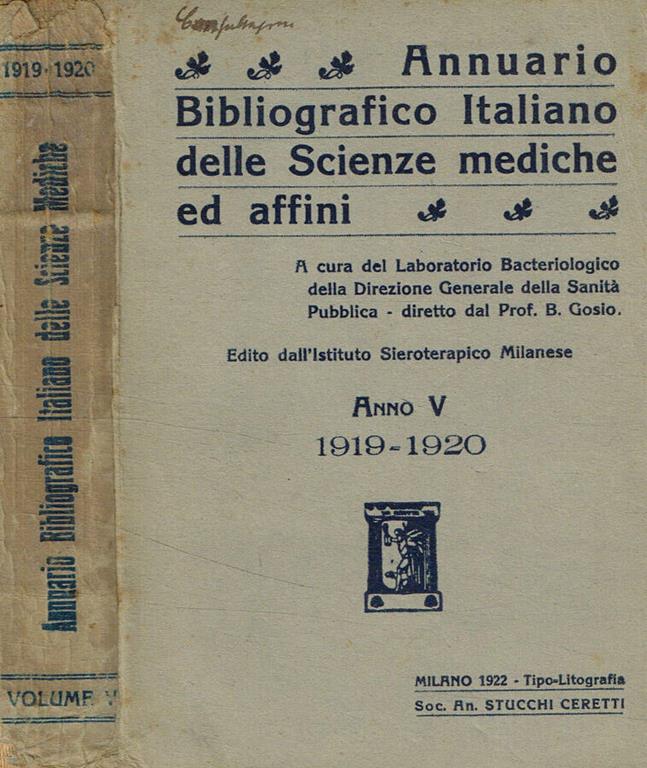 1919-1920
Annuario Bibliografico Italiano delle Scienze Mediche
VOLUME V
Annuario
Bibliografico Italiano
delle Scienze mediche
ed affini
A cura del Laboratorio Bacteriologico
della Direzione Generale della Sanità
Pubblica - diretto dal Prof. B. Gosio.
Edito dall'Istituto Sieroterapico Milanese
ANNO V
1919-1920
MILANO 1922 - Tipo-Litografia
Soc. An. STUCCHI CERETTI